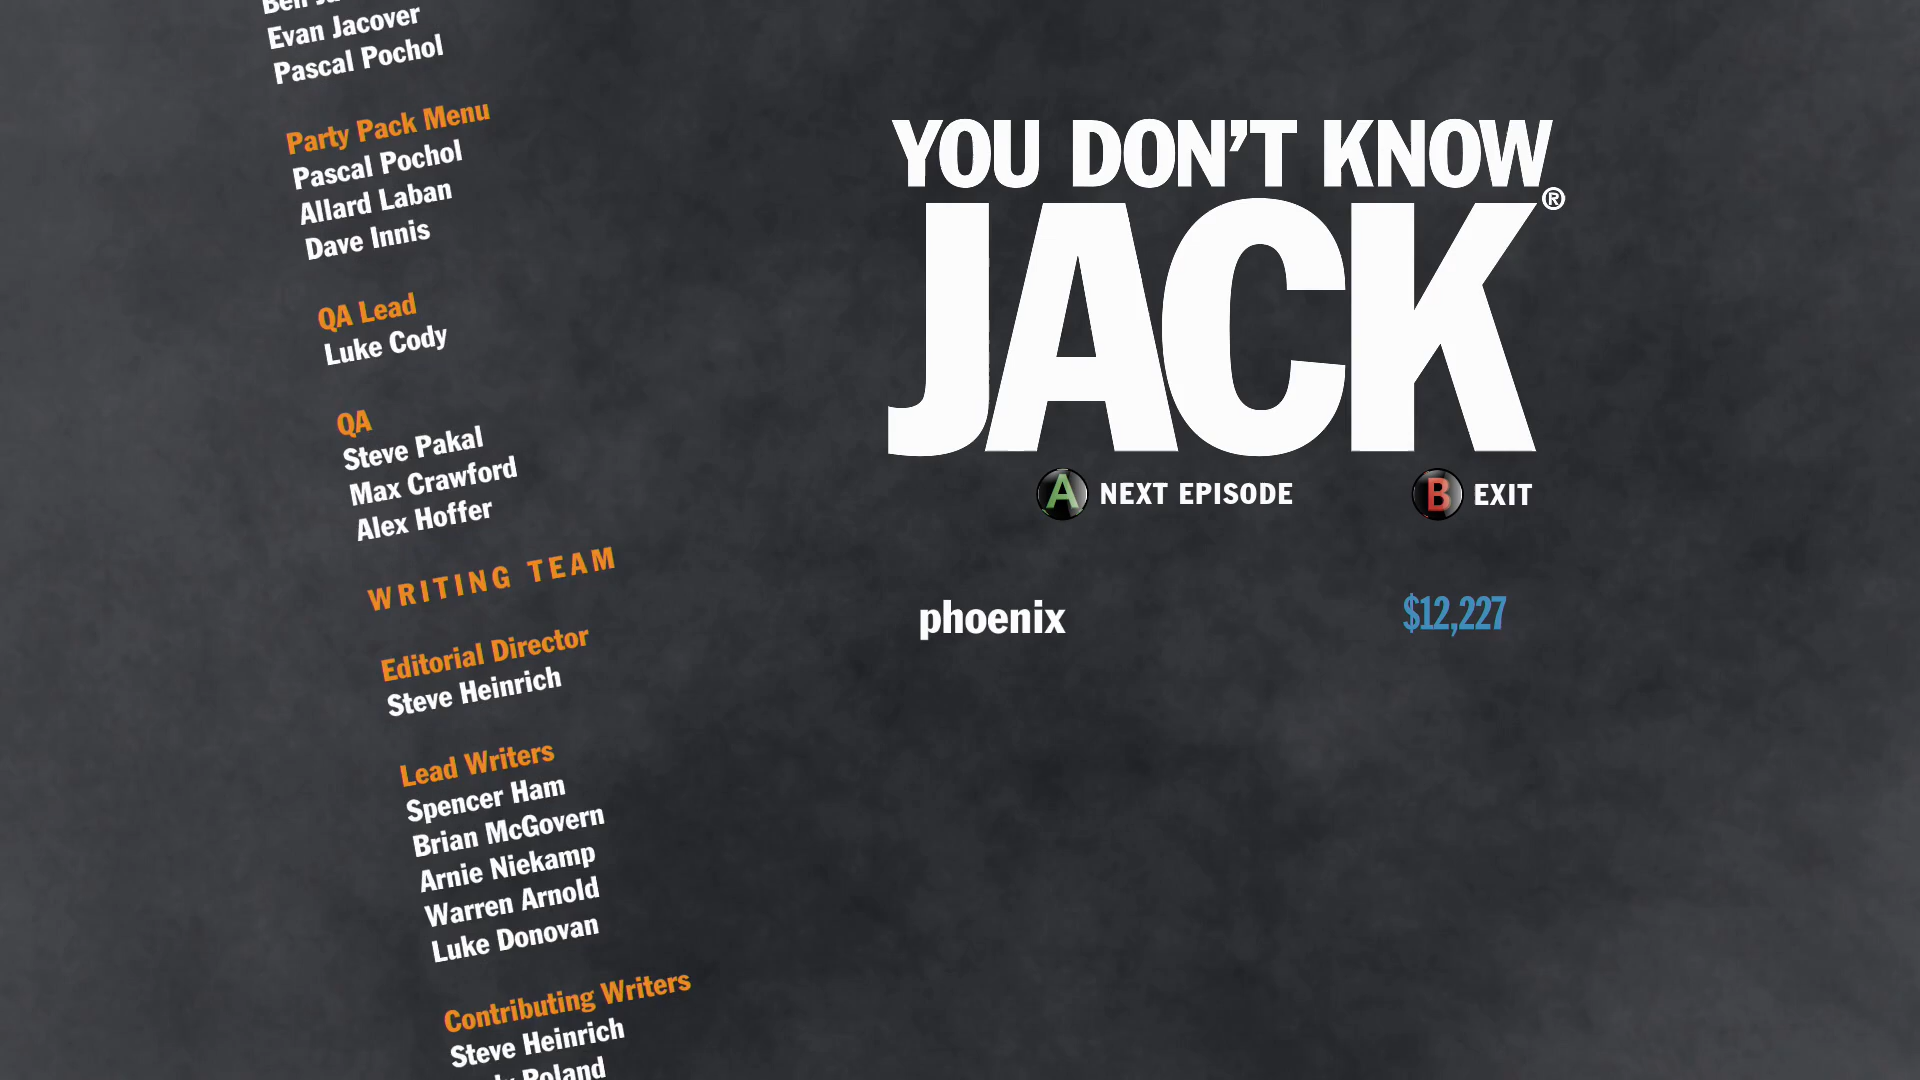 Evan Jacover
Pascal Pochol
Party Pack Menu
Pascal Pochol
Allard Laban
Dave Innis
QA Lead
Luke Cody
QA
Steve Pakal
Max Crawford
Alex Hoffer
WRITING TEAM
Editorial Director
Steve Heinrich
Lead Writers
Spencer Ham
Brian McGovern
Arnie Niekamp
Warren Arnold
Luke Donovan
Contributing Writers
Steve Heinrich
Poland
YOU DON'T KNOW
JACK®
A NEXT EPISODE
B EXIT
phoenix
$12,227